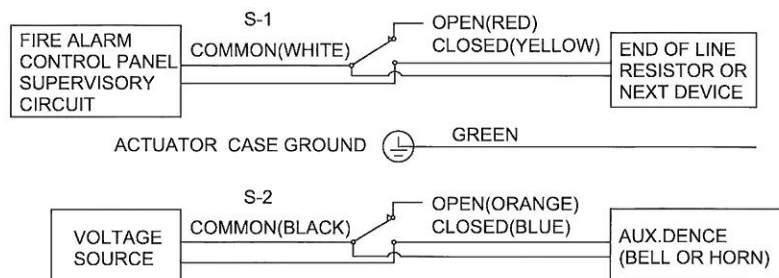 S-1
OPEN(RED)
FIRE ALARM
CONTROL PANEL
SUPERVISORY
CIRCUIT
COMMON(WHITE)
CLOSED(YELLOW)
END OF LINE
RESISTOR OR
NEXT DEVICE
ACTUATOR CASE GROUND
GREEN
S-2
OPEN(ORANGE)
COMMON(BLACK)
CLOSED(BLUE)
VOLTAGE
SOURCE
AUX.DENCE
(BELL OR HORN)